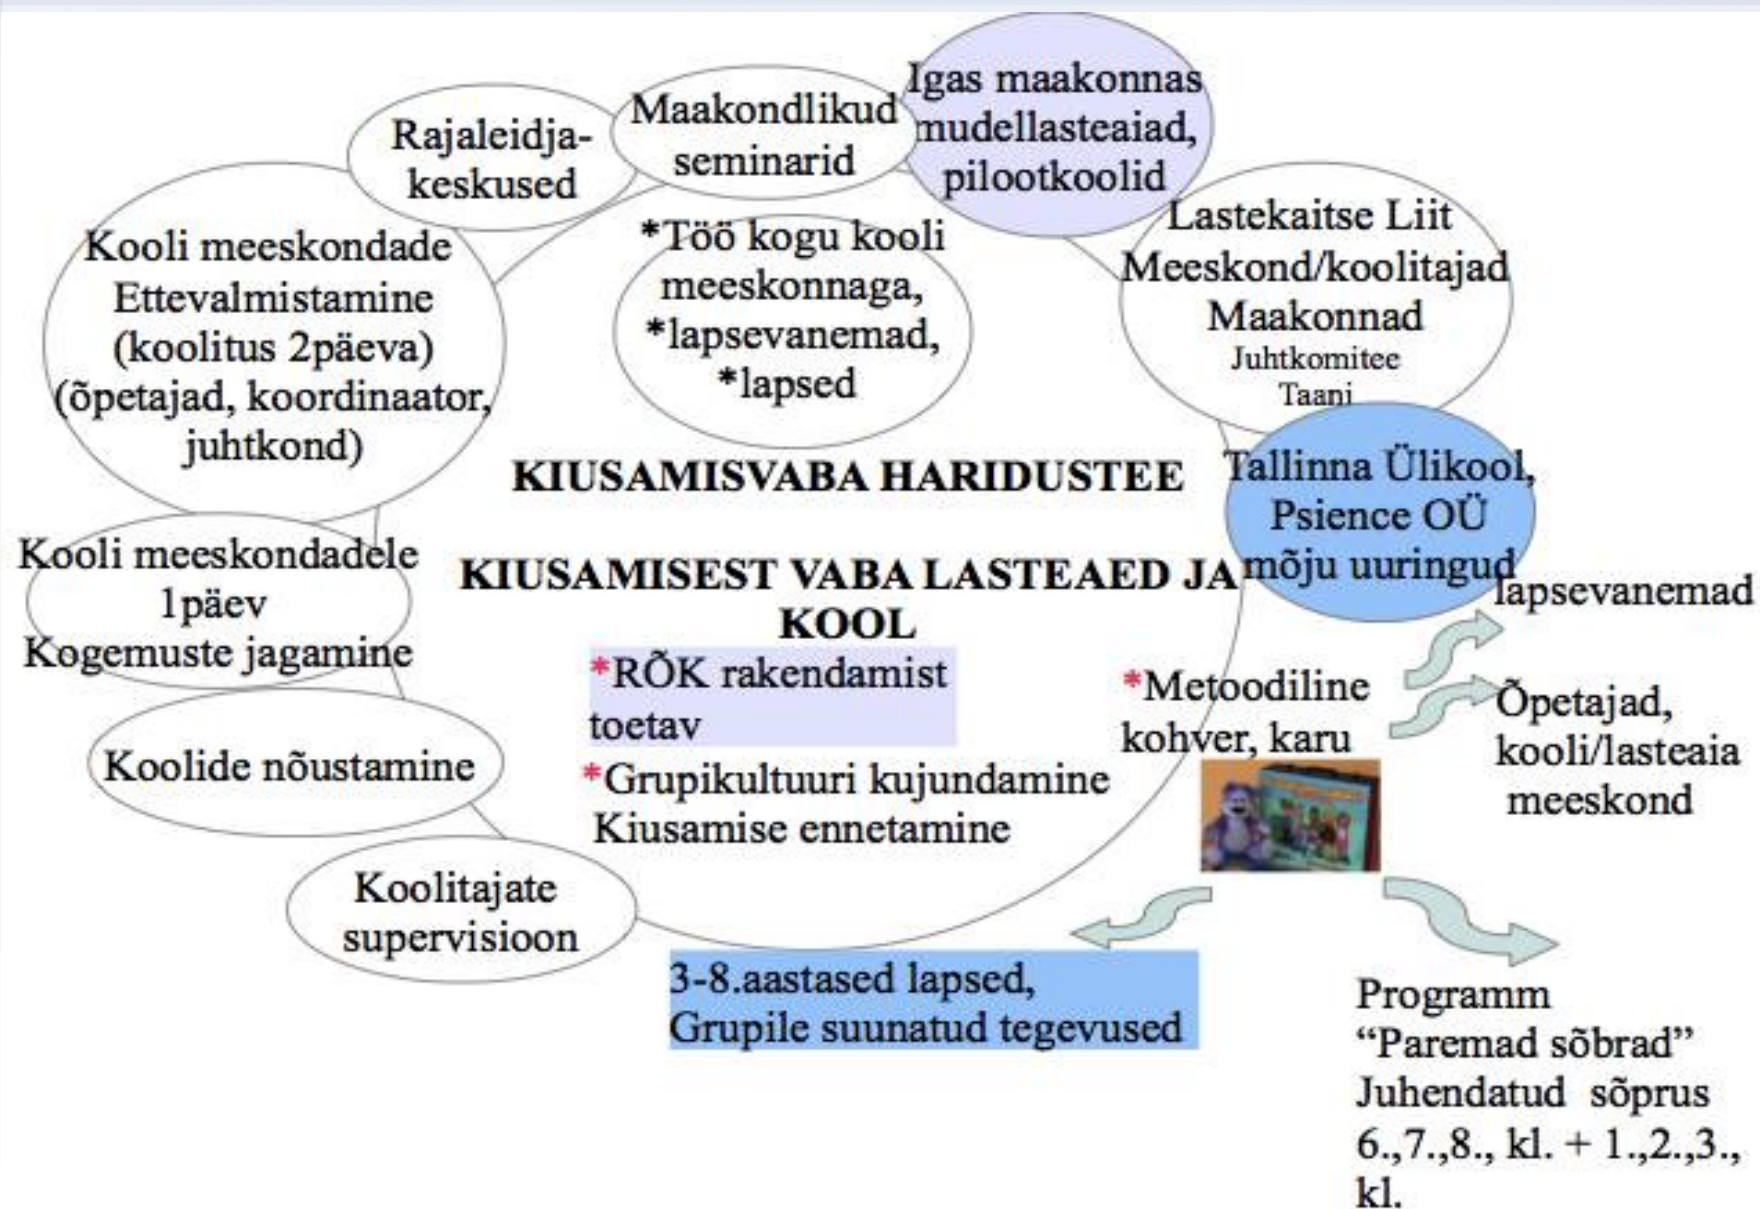 Igas maakonnas
mudellasteaiad,
pilootkoolid
Maakondlikud
seminarid
Rajaleidja-
keskused
Kooli meeskondade
Ettevalmistamine
(koolitus 2päeva)
(õpetajad, koordinaator,
juhtkond)
*Töö kogu kooli
meeskonnaga,
*lapsevanemad,
*lapsed
Lastekaitse Liit
Meeskond/koolitajad
Maakonnad
Juhtkomitee
Taani
KIUSAMISVABA HARIDUSTEE
Tallinna Ülikool,
Psience OÜ
mõju uuringud
Kooli meeskondadele
1päev
Kogemuste jagamine
KIUSAMISEST VABA LASTEAED JA
KOOL
*RÕK rakendamist
toetav
*Grupikultuuri kujundamine
Kiusamise ennetamine
*Metoodiline
kohver, karu
lapsevanemad
Õpetajad,
kooli/lasteaia
meeskond
Koolide nõustamine
Koolitajate
supervisioon
3-8.aastased lapsed,
Grupile suunatud tegevused
Programm
“Paremad sõbrad”
Juhendatud sõprus
6.,7.,8., kl. + 1.,2.,3.,
kl.